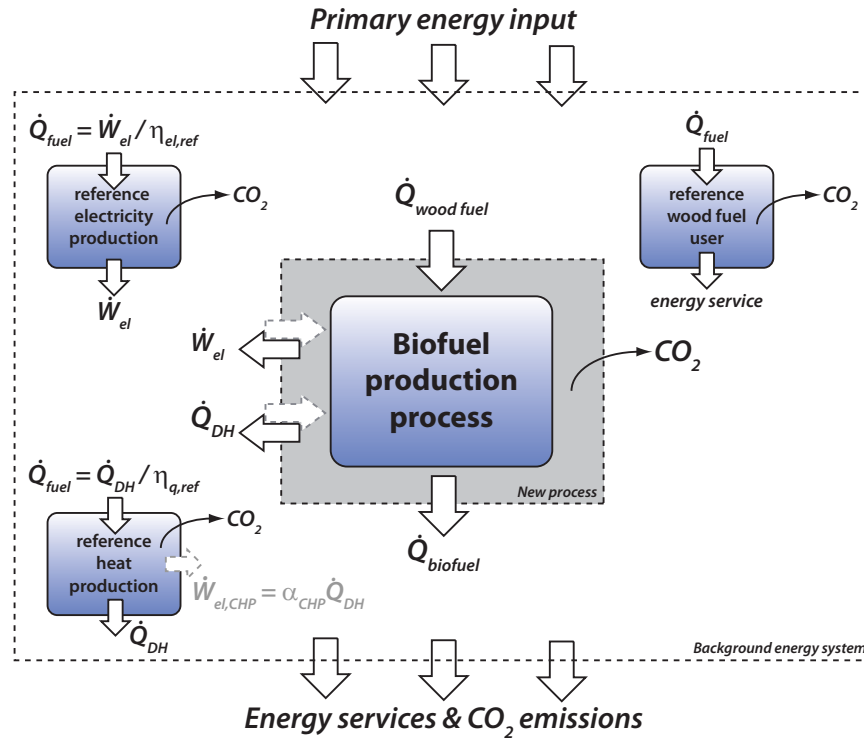 Primary energy input
Q̇fuel = Ẇel / ηel,ref
reference
electricity
production
CO2
Ẇel
Q̇wood fuel
Q̇fuel
reference
wood fuel
user
CO2
energy service
Ẇel
Q̇DH
Biofuel
production
process
CO2
New process
Q̇biofuel
Q̇fuel = Q̇DH / ηq,ref
reference
heat
production
CO2
Ẇel,CHP = αCHP Q̇DH
Q̇DH
Background energy system
Energy services & CO2 emissions